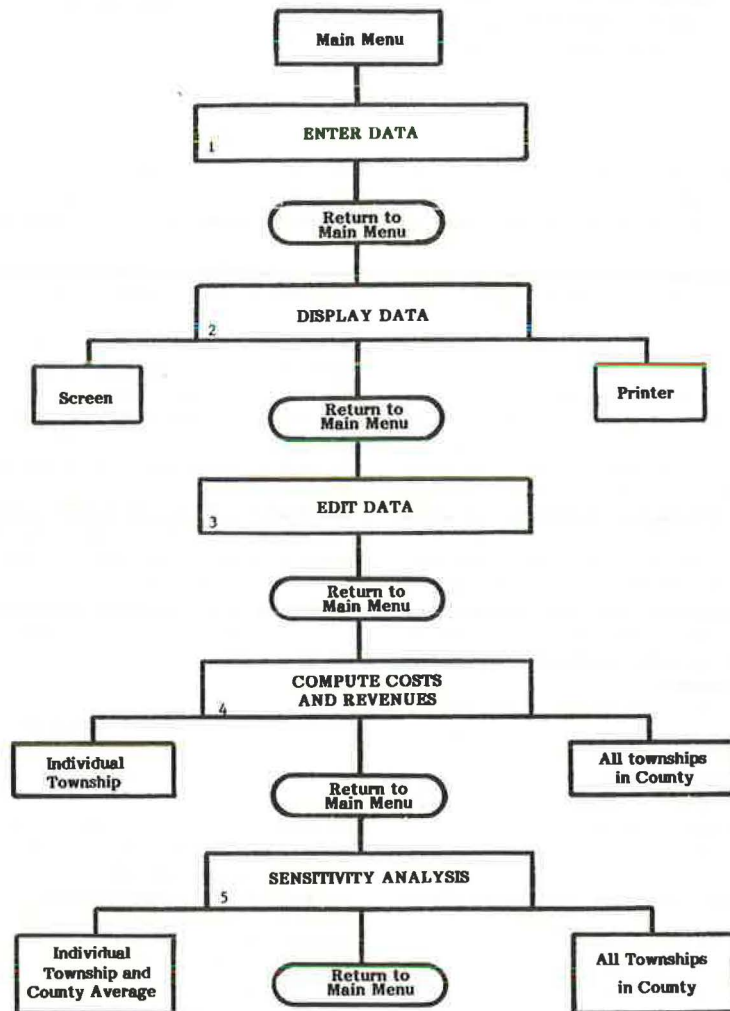 Main Menu
ENTER DATA
1
Return to
Main Menu
DISPLAY DATA
2
Screen
Printer
Return to
Main Menu
EDIT DATA
3
Return to
Main Menu
COMPUTE COSTS
AND REVENUES
4
Individual
Township
All townships
in County
Return to
Main Menu
SENSITIVITY ANALYSIS
5
Individual
Township and
County Average
Return to
Main Menu
All Townships
in County